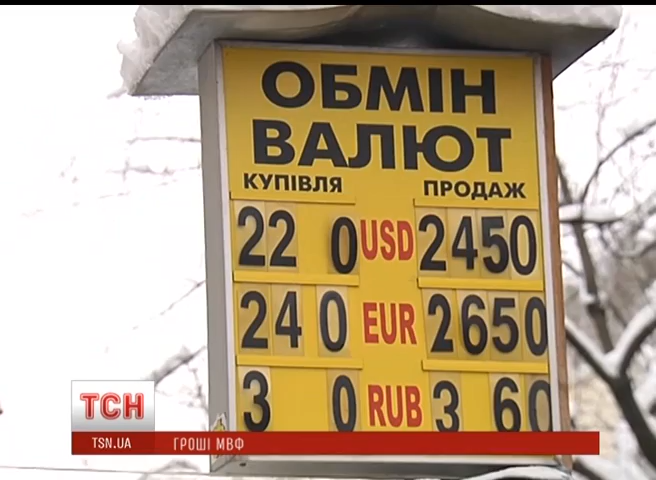 ОБМІН
ВАЛЮТ
КУПІВЛЯ ПРОДАЖ
22 0 USD 2450
24 0 EUR 2650
3 0 RUB 3 60
ТСН
TSN.UA ГРОШІ МВФ